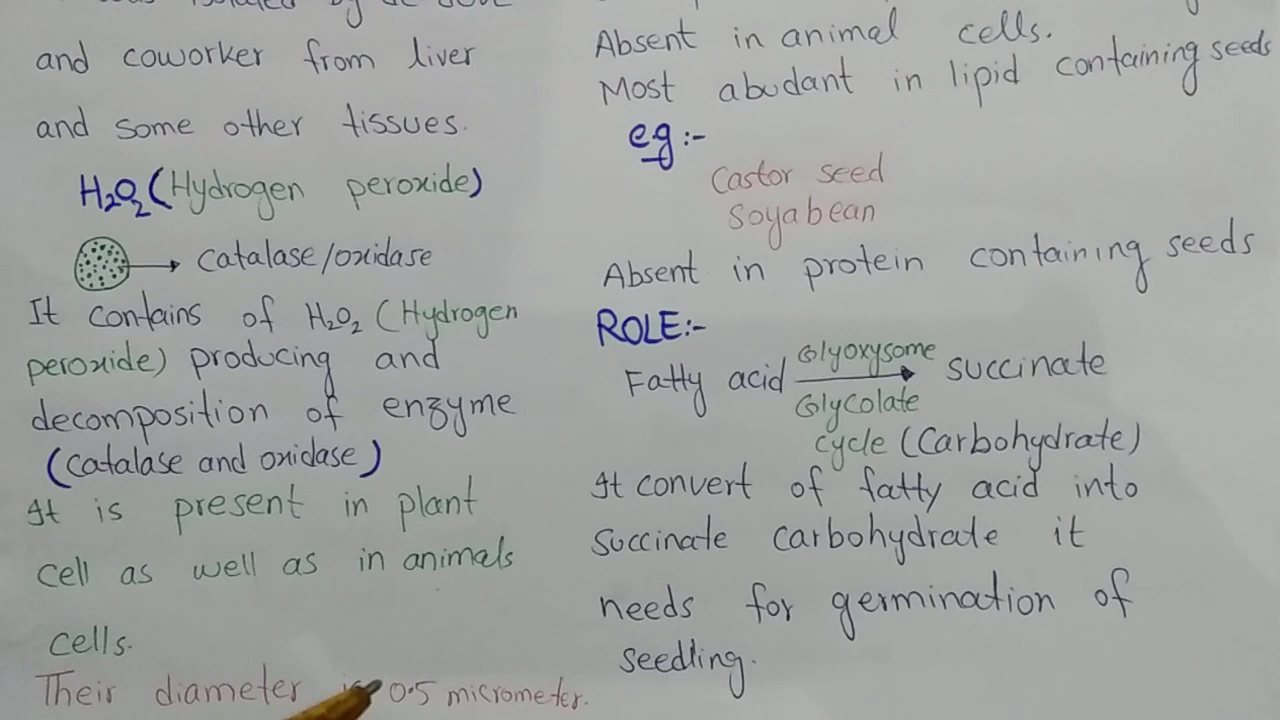 and coworker from liver
and some other tissues.
H₂O₂ (Hydrogen peroxide)
catalase/oxidase
It contains of H₂O₂ (Hydrogen
peroxide) producing and
decomposition of enzyme
(catalase and oxidase)
It is present in plant
cell as well as in animals
cells.
Their diameter is 0.5 micrometer.
Absent in animal cells.
Most abudant in lipid containing seeds
eg:-
Castor seed
Soyabean
Absent in protein containing seeds
ROLE:-
Fatty acid Glyoxysome succinate
Glycolate
cycle (Carbohydrate)
It convert of fatty acid into
succinate carbohydrate it
needs for germination of
seedling.